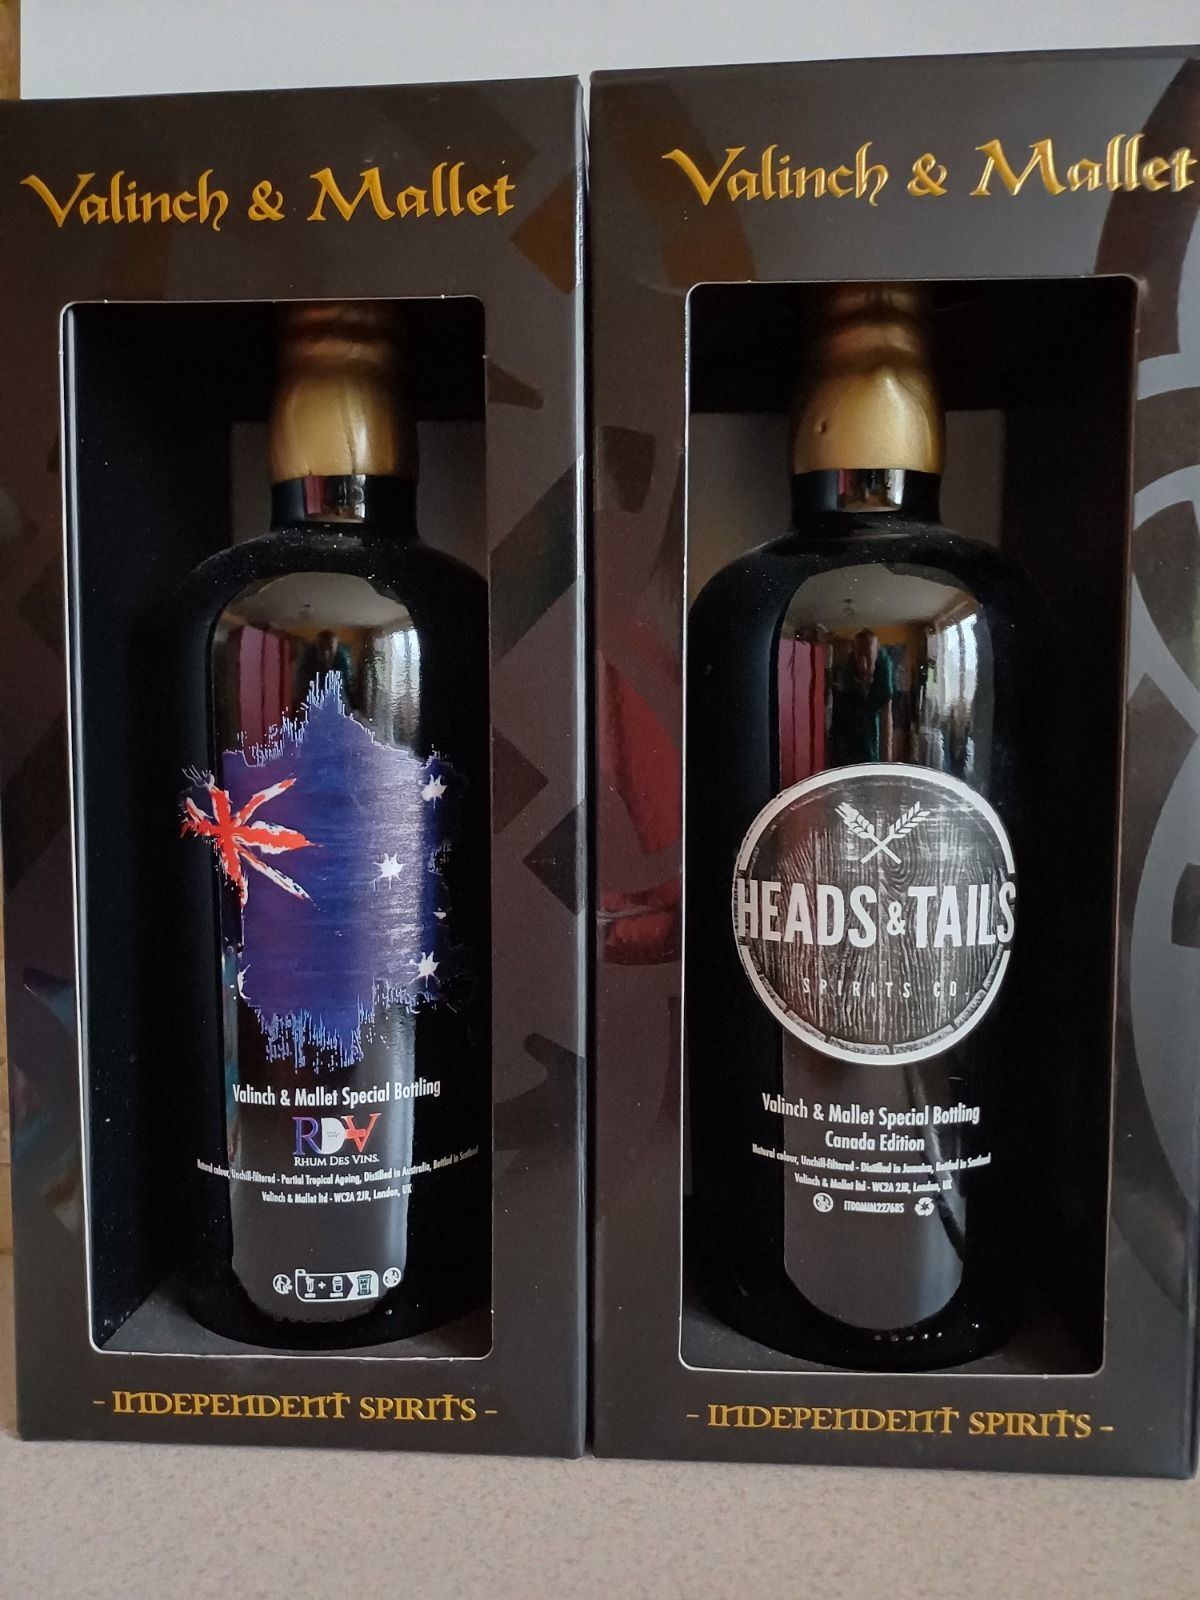 Valinch & Mallet
Valinch & Mallet Special Bottling
RDV
RHUM DES VINS.
Natural colour, Unchill-filtered - Partial Tropical Ageing, Distilled in Australia, Bottled in Scotland
Valinch & Mallet ltd - WC2A 2JR, London, UK
- INDEPENDENT SPIRITS -
Valinch & Mallet
HEADS & TAILS
SPIRITS CO.
Valinch & Mallet Special Bottling
Canada Edition
Natural colour, Unchill-filtered - Distilled in Jamaica, Bottled in Scotland
Valinch & Mallet ltd - WC2A 2JR, London, UK
- INDEPENDENT SPIRITS -